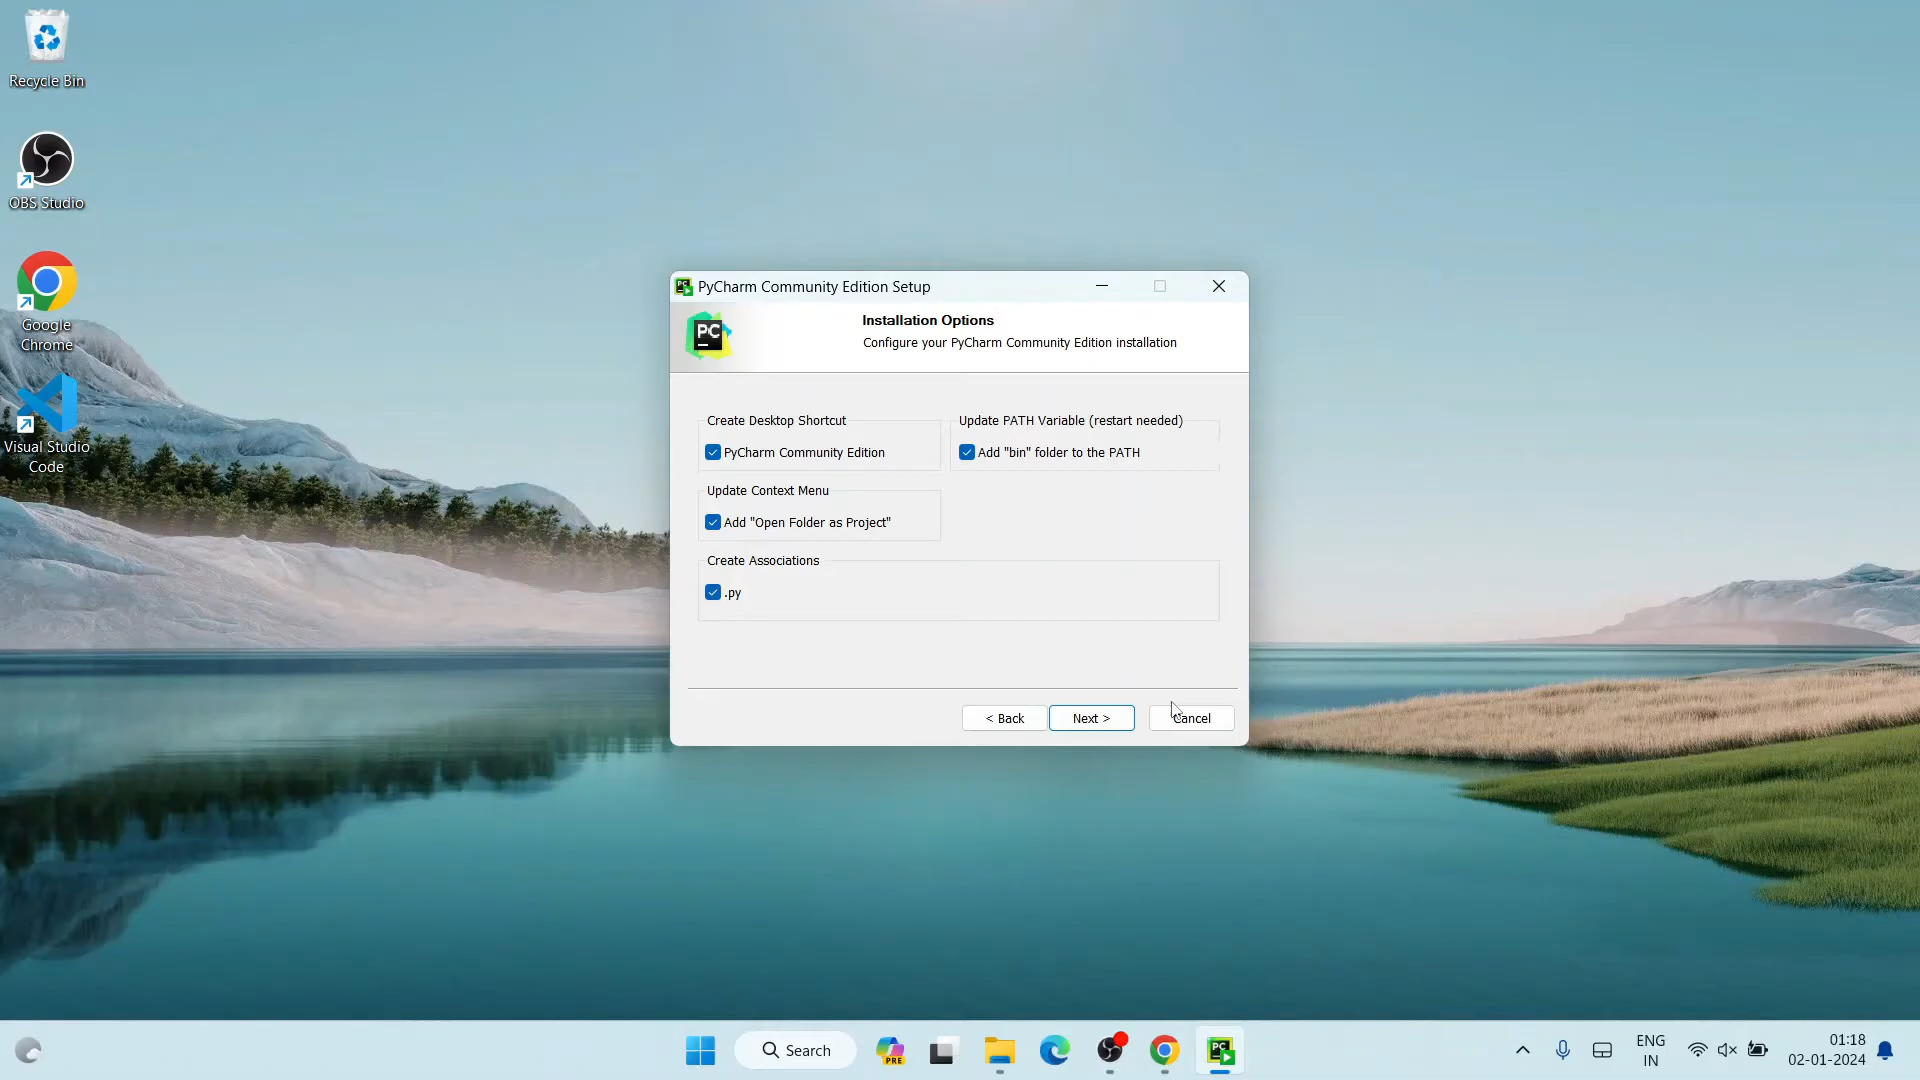 Recycle Bin
OBS Studio
Google
Chrome
Visual Studio
Code
PyCharm Community Edition Setup
PC
Installation Options
Configure your PyCharm Community Edition installation
Create Desktop Shortcut
PyCharm Community Edition
Update PATH Variable (restart needed)
Add "bin" folder to the PATH
Update Context Menu
Add "Open Folder as Project"
Create Associations
.py
< Back
Next >
Cancel
Search
PRE
PC
ENG
IN
01:18
02-01-2024